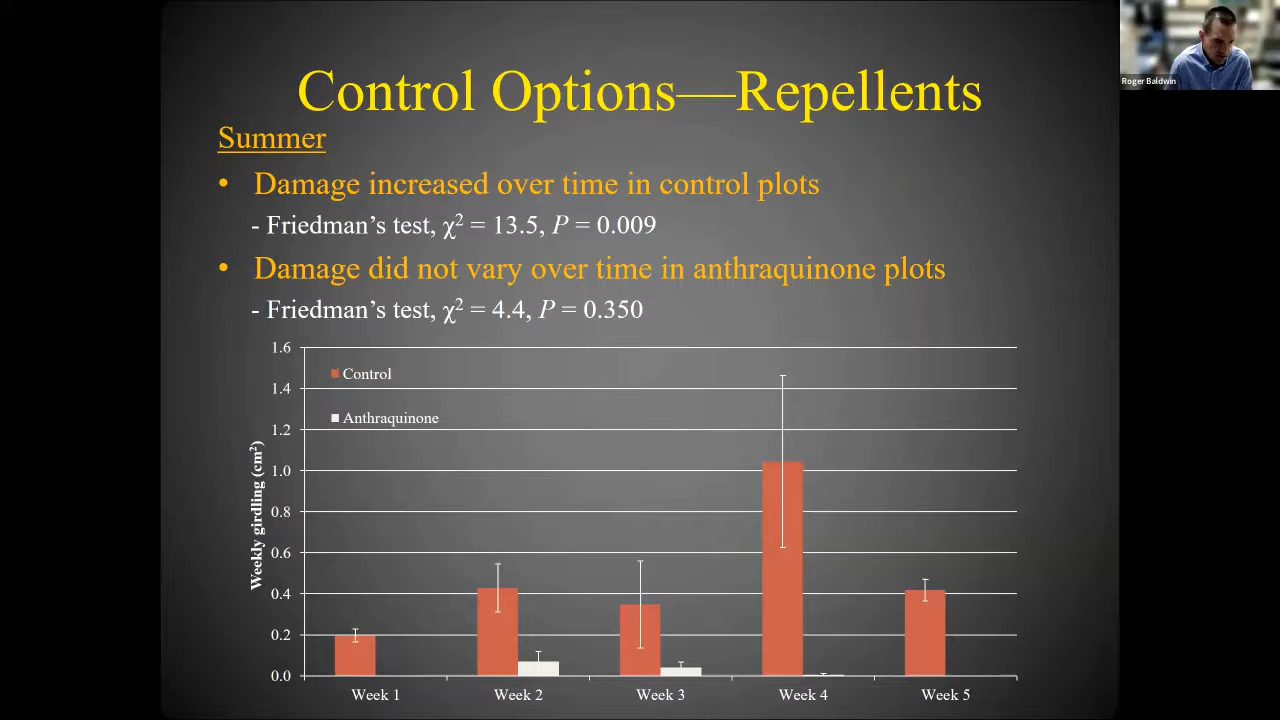 Control Options—Repellents
Roger Baldwin
Summer
• Damage increased over time in control plots
- Friedman’s test, χ² = 13.5, P = 0.009
• Damage did not vary over time in anthraquinone plots
- Friedman’s test, χ² = 4.4, P = 0.350
Weekly girdling (cm²)
1.6
1.4
1.2
1.0
0.8
0.6
0.4
0.2
0.0
Control
Anthraquinone
Week 1 Week 2 Week 3 Week 4 Week 5